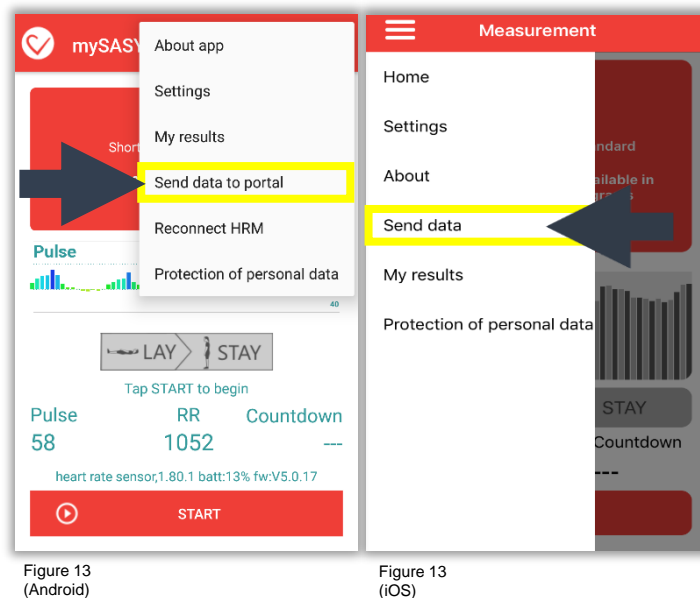 mySASY
About app
Settings
My results
Send data to portal
Reconnect HRM
Protection of personal data
Short
Pulse
40
LAY STAY
Tap START to begin
Pulse RR Countdown
58 1052 ---
heart rate sensor,1.80.1 batt:13% fw:V5.0.17
START
Figure 13
(Android)
Measurement
Home
Settings
About
Send data
My results
Protection of personal data
ndard
ailable in
STAY
Countdown
---
Figure 13
(iOS)